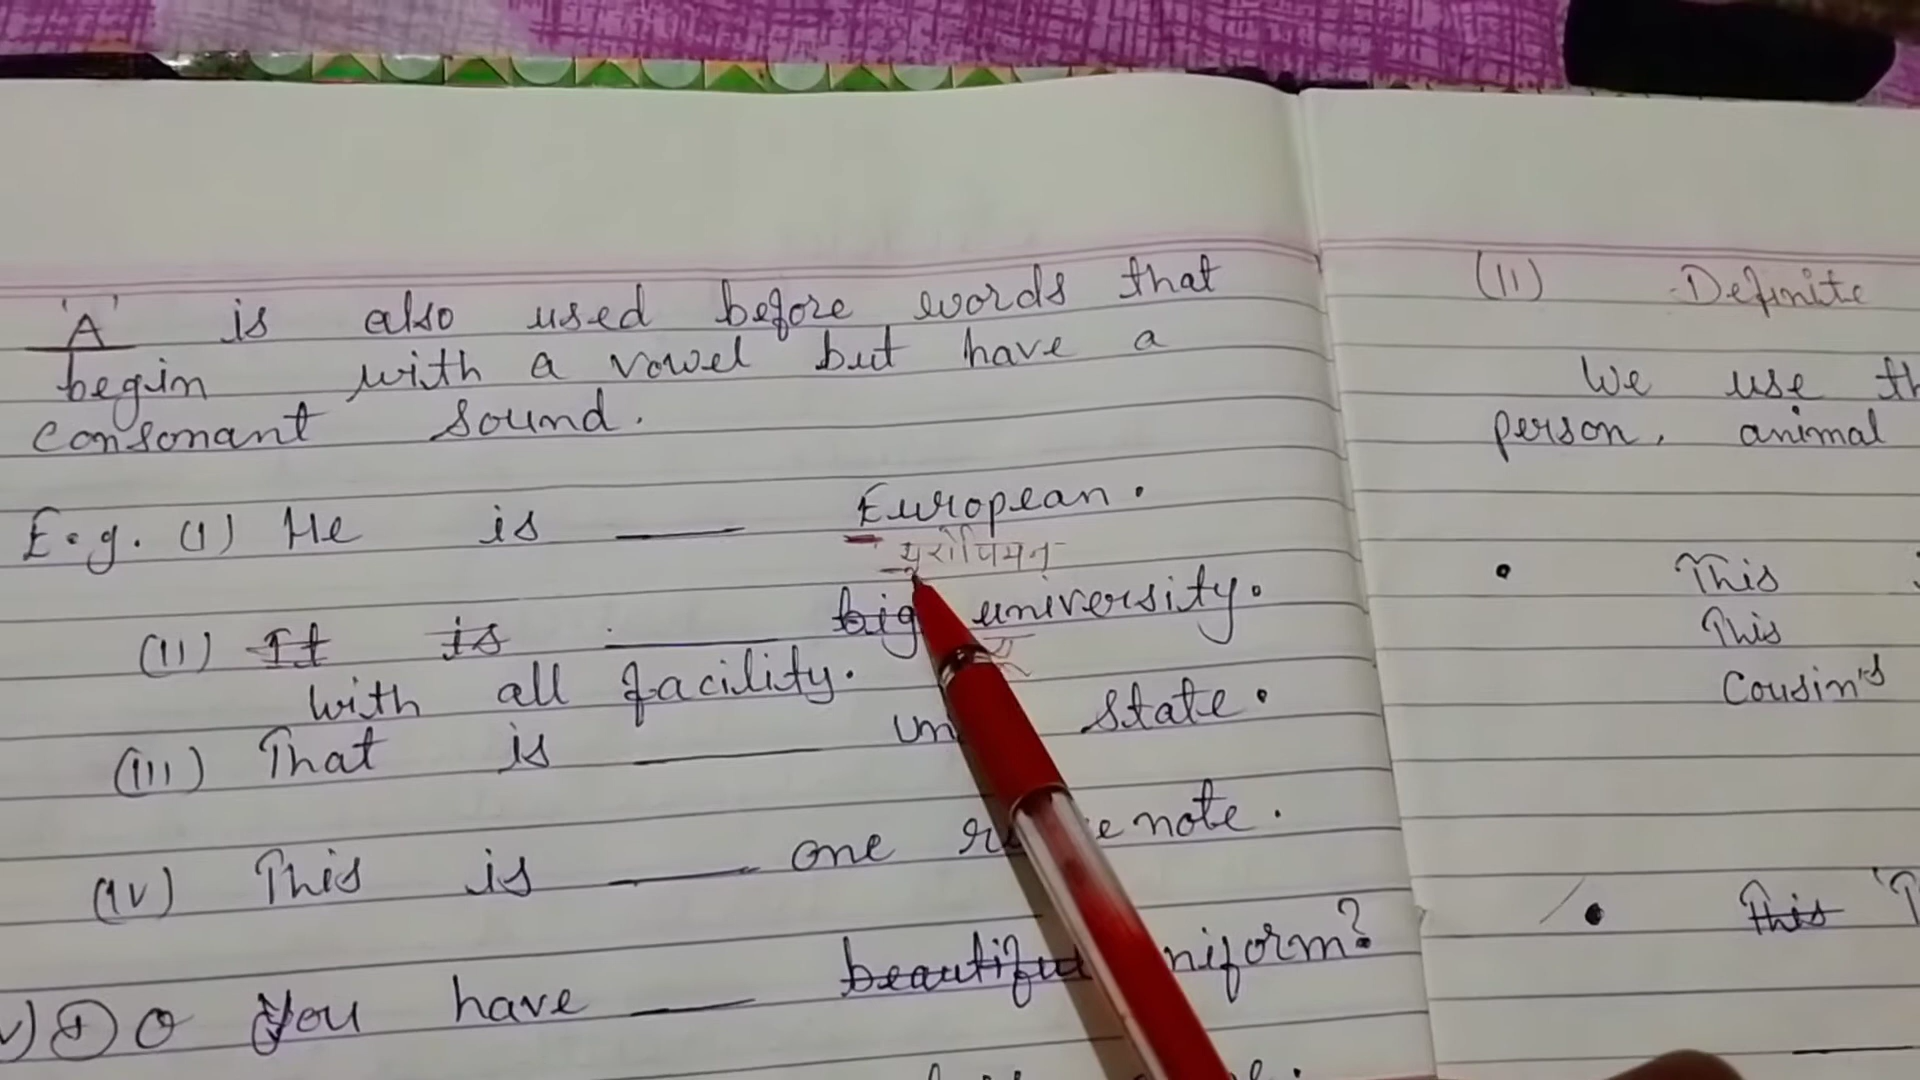 'A' is also used before words that
begin with a vowel but have a
consonant sound.
E.g. (I) He is ___ European.
यूरोपियन
(II) It is ___ big university.
यू
with all facility.
(III) That is ___ state.
(IV) This is ___ one note.
Do you have ___ beautiful niform?
(II) Definite
We use th
person, animal
• This
This
Cousin's
• This